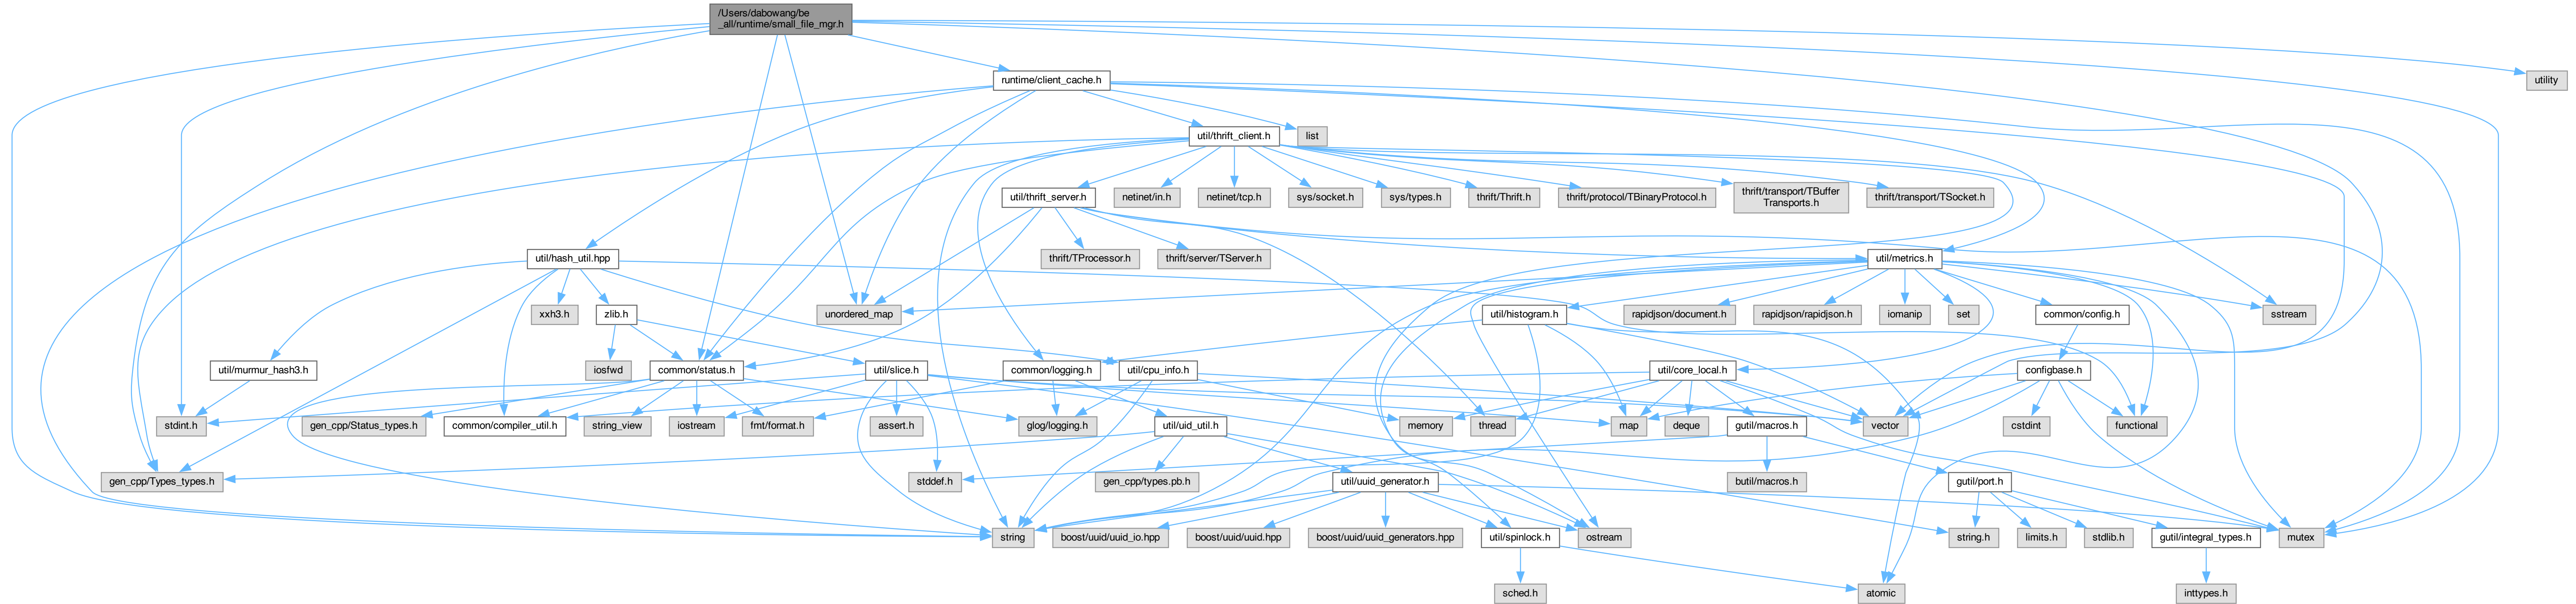 /Users/dabowang/be
_all/runtime/small_file_mgr.h
runtime/client_cache.h
utility
util/thrift_client.h
list
util/thrift_server.h
netinet/in.h
netinet/tcp.h
sys/socket.h
sys/types.h
thrift/Thrift.h
thrift/protocol/TBinaryProtocol.h
thrift/transport/TBuffer
Transports.h
thrift/transport/TSocket.h
util/hash_util.hpp
thrift/TProcessor.h
thrift/server/TServer.h
util/metrics.h
xxh3.h
zlib.h
unordered_map
util/histogram.h
rapidjson/document.h
rapidjson/rapidjson.h
iomanip
set
common/config.h
sstream
util/murmur_hash3.h
iosfwd
common/status.h
util/slice.h
common/logging.h
util/cpu_info.h
util/core_local.h
configbase.h
stdint.h
gen_cpp/Status_types.h
common/compiler_util.h
string_view
iostream
fmt/format.h
assert.h
glog/logging.h
util/uid_util.h
memory
thread
map
deque
gutil/macros.h
vector
cstdint
functional
gen_cpp/Types_types.h
stddef.h
gen_cpp/types.pb.h
util/uuid_generator.h
butil/macros.h
gutil/port.h
string
boost/uuid/uuid_io.hpp
boost/uuid/uuid.hpp
boost/uuid/uuid_generators.hpp
util/spinlock.h
ostream
string.h
limits.h
stdlib.h
gutil/integral_types.h
mutex
sched.h
atomic
inttypes.h